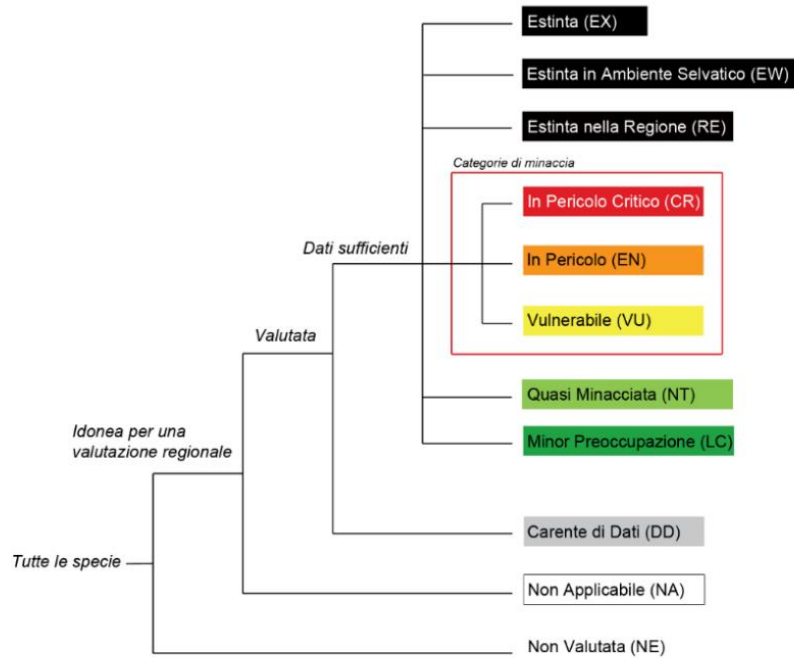 Estinta (EX)
Estinta in Ambiente Selvatico (EW)
Estinta nella Regione (RE)
Categorie di minaccia
In Pericolo Critico (CR)
Dati sufficienti
In Pericolo (EN)
Valutata
Vulnerabile (VU)
Quasi Minacciata (NT)
Idonea per una
valutazione regionale
Minor Preoccupazione (LC)
Carente di Dati (DD)
Tutte le specie
Non Applicabile (NA)
Non Valutata (NE)